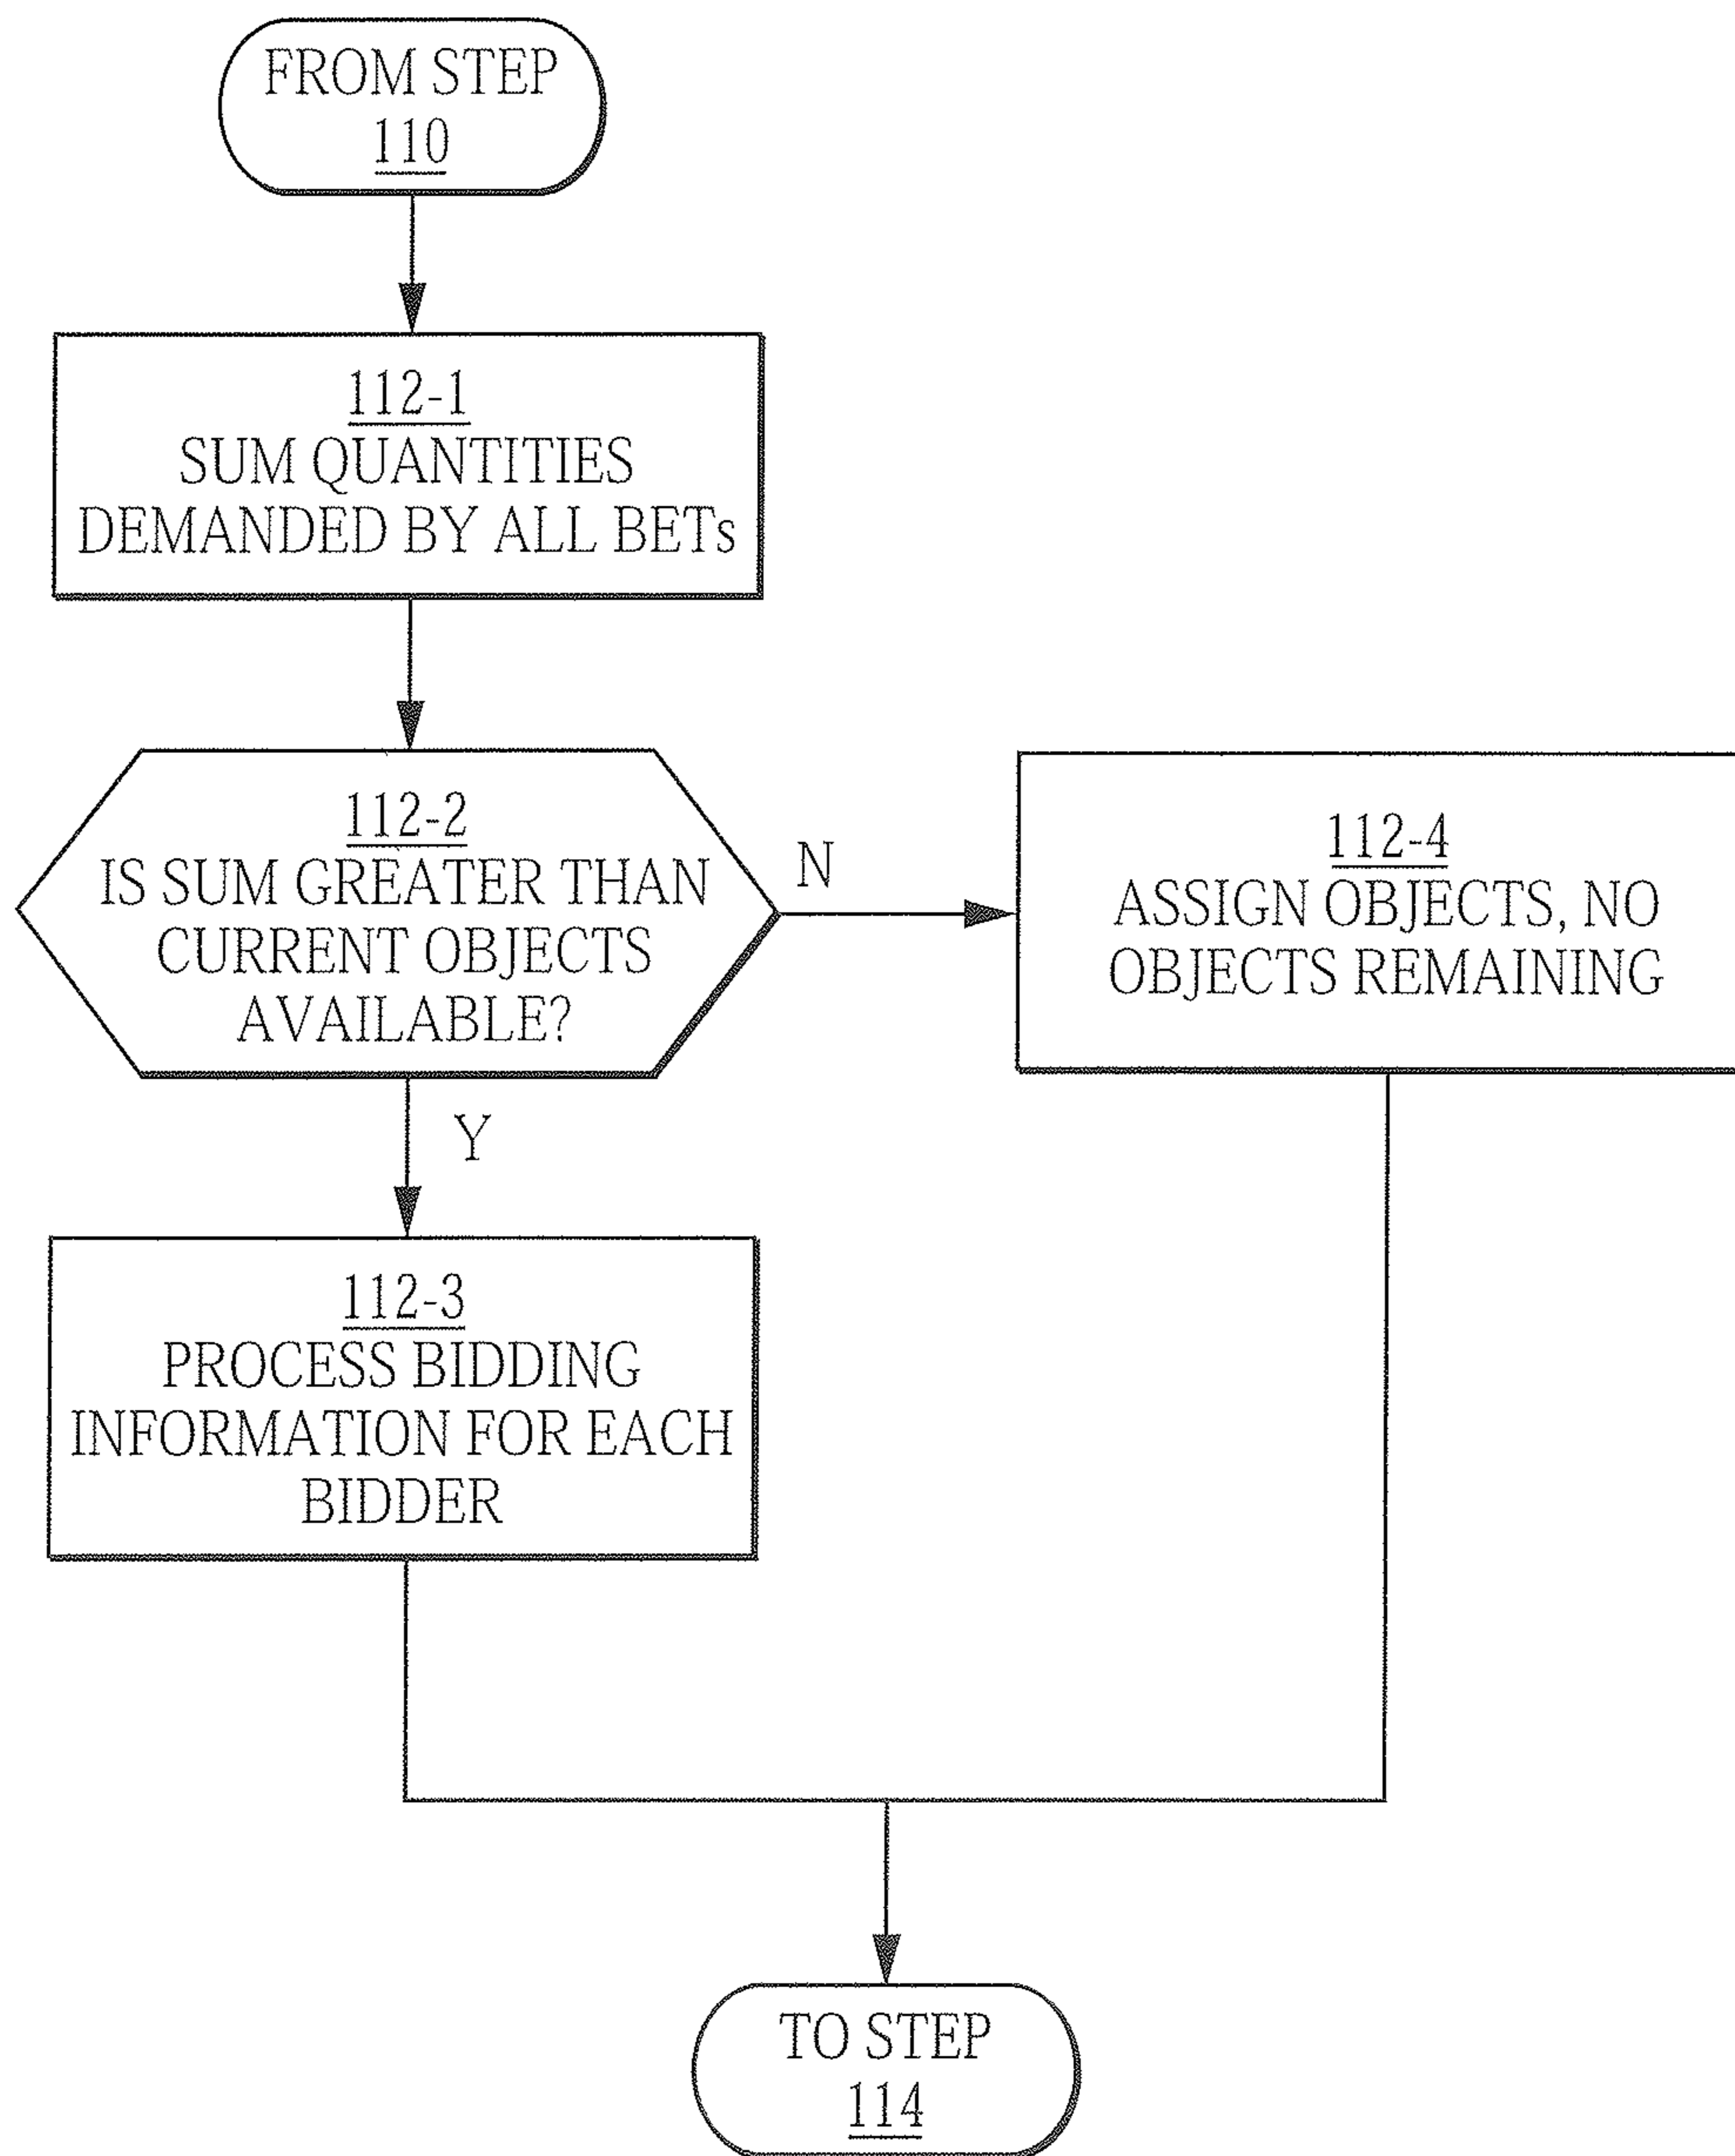 FROM STEP
110
112-1
SUM QUANTITIES
DEMANDED BY ALL BETs
112-2
IS SUM GREATER THAN
CURRENT OBJECTS
AVAILABLE?
N
112-4
ASSIGN OBJECTS, NO
OBJECTS REMAINING
Y
112-3
PROCESS BIDDING
INFORMATION FOR EACH
BIDDER
TO STEP
114